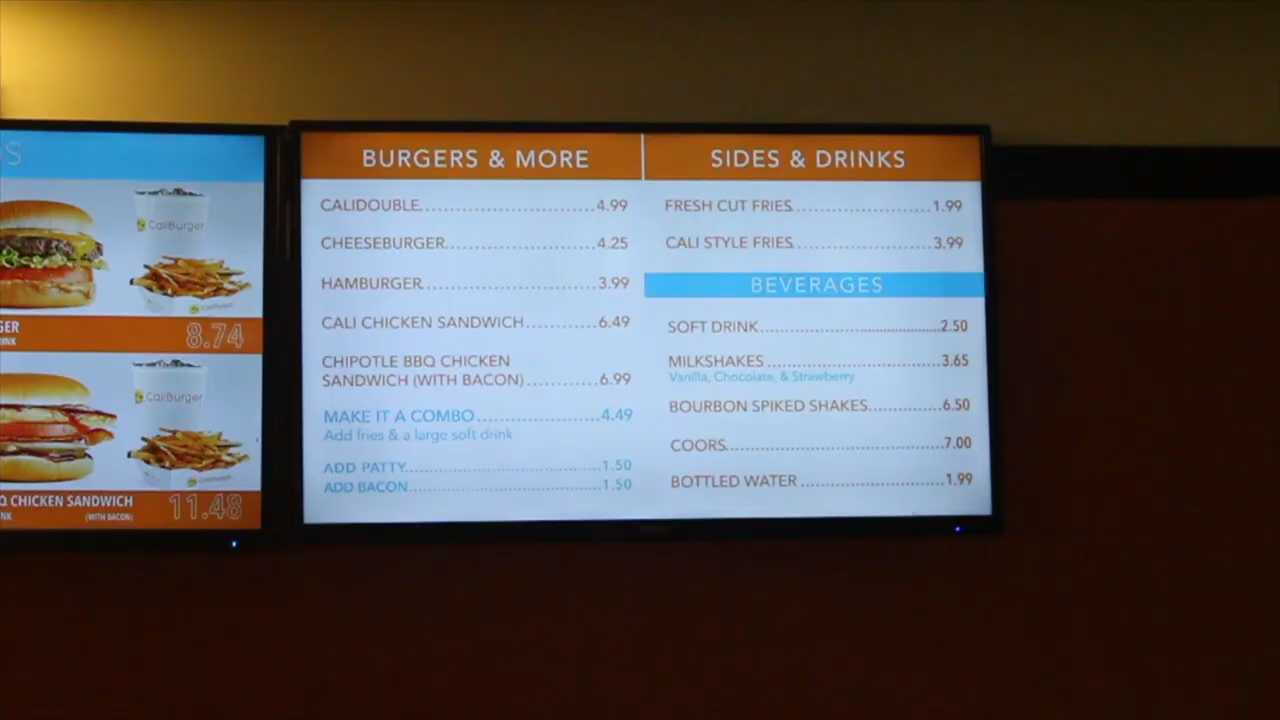 S
CaliBurger
GER
INK
8.74
CaliBurger
Q CHICKEN SANDWICH
NK
(WITH BACON)
11.48
BURGERS & MORE
CALIDOUBLE 4.99
CHEESEBURGER 4.25
HAMBURGER 3.99
CALI CHICKEN SANDWICH 6.49
CHIPOTLE BBQ CHICKEN
SANDWICH (WITH BACON) 6.99
MAKE IT A COMBO 4.49
Add fries & a large soft drink
ADD PATTY 1.50
ADD BACON 1.50
SIDES & DRINKS
FRESH CUT FRIES 1.99
CALI STYLE FRIES 3.99
BEVERAGES
SOFT DRINK 2.50
MILKSHAKES 3.65
Vanilla, Chocolate, & Strawberry
BOURBON SPIKED SHAKES 6.50
COORS 7.00
BOTTLED WATER 1.99